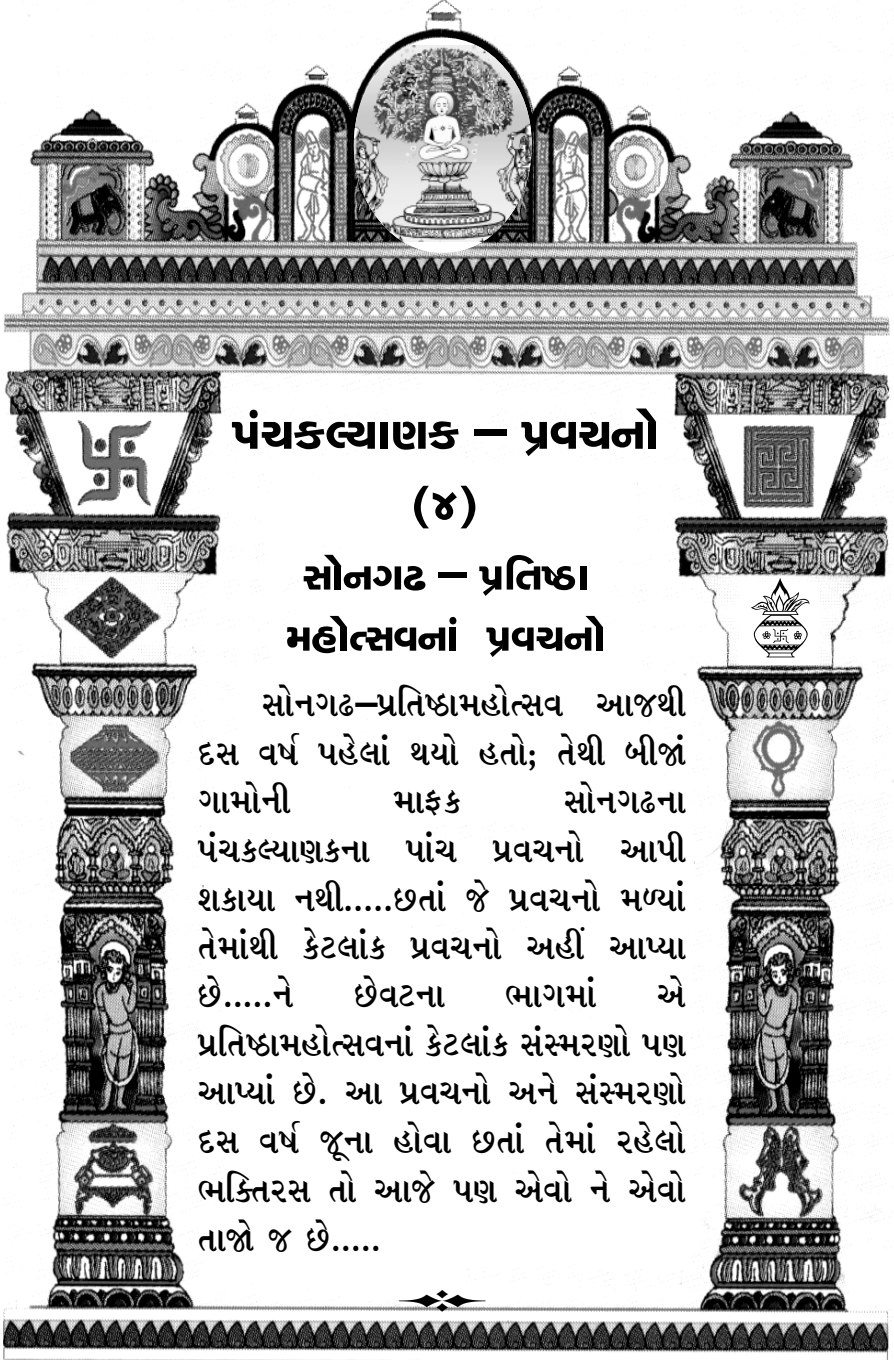 પંચકલ્યાણક – પ્રવચનો
(૪)
સોનગઢ – પ્રતિષ્ઠા
મહોત્સવનાં પ્રવચનો
સોનગઢ–પ્રતિષ્ઠામહોત્સવ આજથી
દસ વર્ષ પહેલાં થયો હતો; તેથી બીજાં
ગામોની માફક સોનગઢના
પંચકલ્યાણકના પાંચ પ્રવચનો આપી
શકાયા નથી.....છતાં જે પ્રવચનો મળ્યાં
તેમાંથી કેટલાંક પ્રવચનો અહીં આપ્યા
છે.....ને છેવટના ભાગમાં એ
પ્રતિષ્ઠામહોત્સવનાં કેટલાંક સંસ્મરણો પણ
આપ્યાં છે. આ પ્રવચનો અને સંસ્મરણો
દસ વર્ષ જૂના હોવા છતાં તેમાં રહેલો
ભક્તિરસ તો આજે પણ એવો ને એવો
તાજો જ છે.....